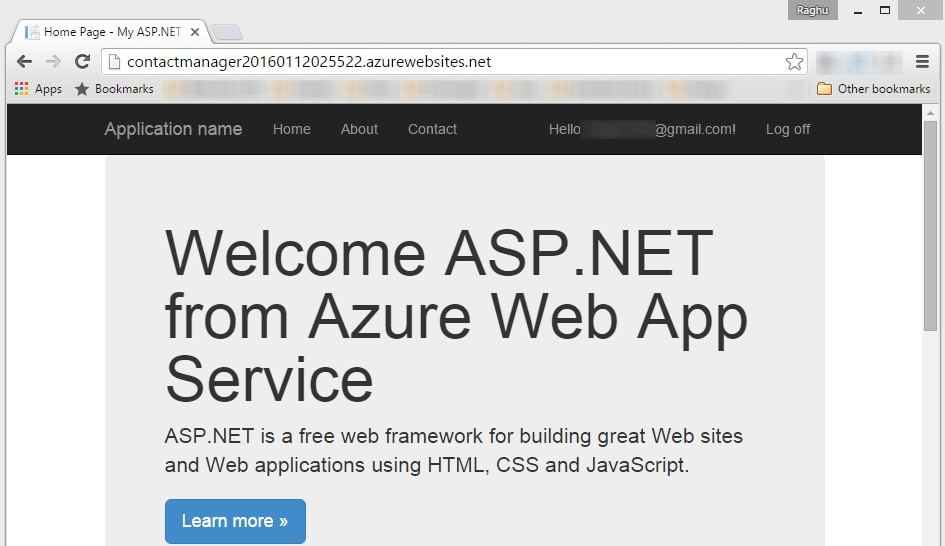 Raghu
Home Page - My ASP.NET
contactmanager20160112025522.azurewebsites.net
Apps Bookmarks Other bookmarks
Application name Home About Contact Hello @gmail.com! Log off
Welcome ASP.NET
from Azure Web App
Service
ASP.NET is a free web framework for building great Web sites
and Web applications using HTML, CSS and JavaScript.
Learn more »